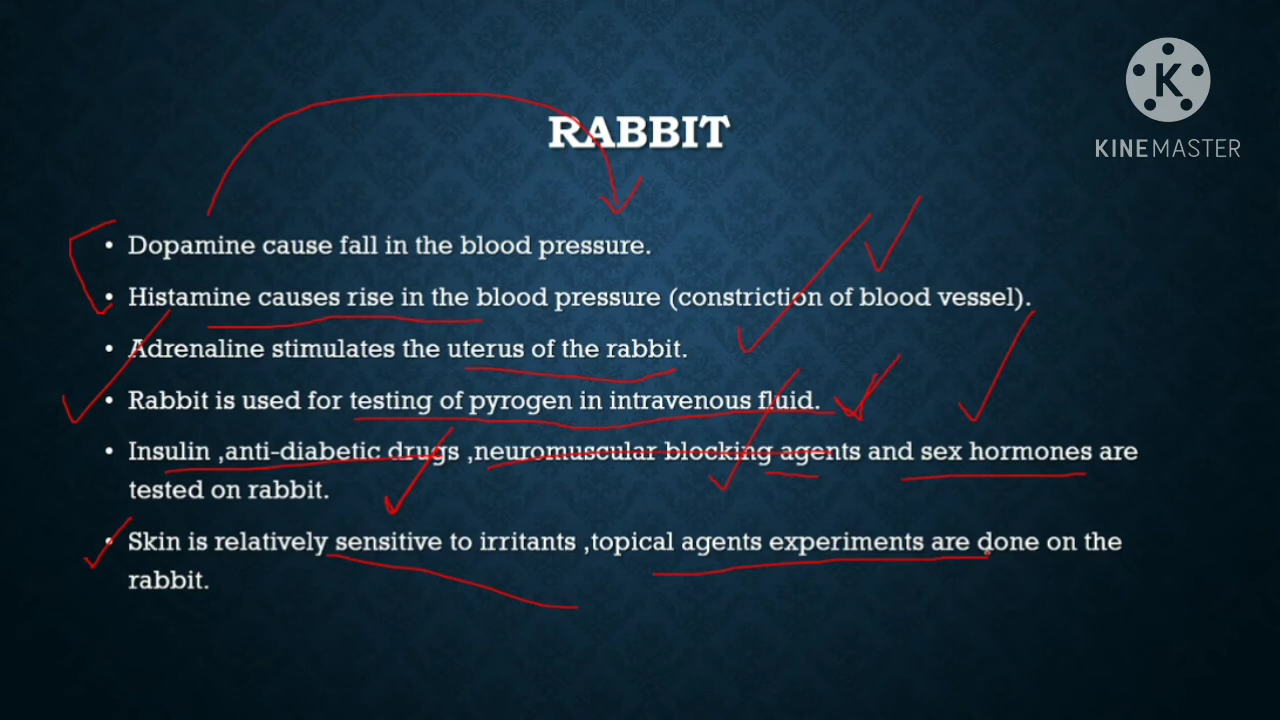 KINEMASTER
RABBIT
• Dopamine cause fall in the blood pressure.
• Histamine causes rise in the blood pressure (constriction of blood vessel).
• Adrenaline stimulates the uterus of the rabbit.
• Rabbit is used for testing of pyrogen in intravenous fluid.
• Insulin ,anti-diabetic drugs ,neuromuscular blocking agents and sex hormones are
tested on rabbit.
• Skin is relatively sensitive to irritants ,topical agents experiments are done on the
rabbit.